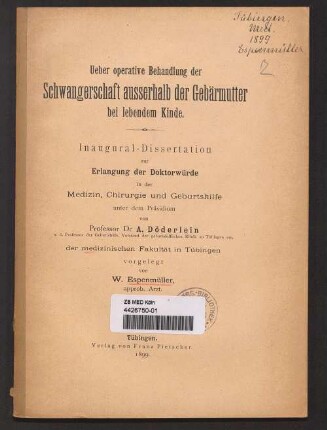 Tübingen.
Med.
1899
Espenmüller
Ueber operative Behandlung der
Schwangerschaft ausserhalb der Gebärmutter
bei lebendem Kinde.
Inaugural-Dissertation
zur
Erlangung der Doktorwürde
in der
Medizin, Chirurgie und Geburtshilfe
unter dem Präsidium
von
Professor Dr. A. Döderlein
der medizinischen Fakultät in Tübingen
vorgelegt
von
W. Espenmüller,
approb. Arzt.
ZB MED Köln
4426750-01
Tübingen.
Verlag von Franz Pietzcker.
1899.